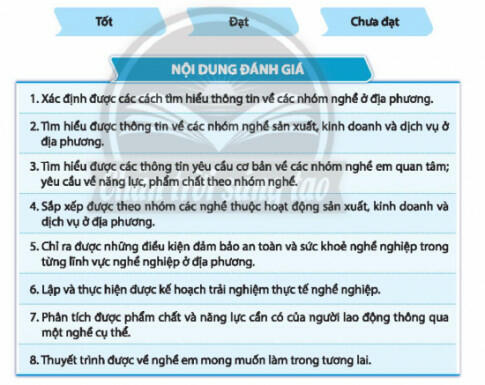 Tốt Đạt Chưa đạt
NỘI DUNG ĐÁNH GIÁ
1. Xác định được các cách tìm hiểu thông tin về các nhóm nghề ở địa phương.
2. Tìm hiểu được thông tin về các nhóm nghề sản xuất, kinh doanh và dịch vụ ở
địa phương.
3. Tìm hiểu được các thông tin yêu cầu cơ bản về các nhóm nghề em quan tâm;
yêu cầu về năng lực, phẩm chất theo nhóm nghề.
4. Sắp xếp được theo nhóm các nghề thuộc hoạt động sản xuất, kinh doanh và
dịch vụ ở địa phương.
5. Chỉ ra được những điều kiện đảm bảo an toàn và sức khoẻ nghề nghiệp trong
từng lĩnh vực nghề nghiệp ở địa phương.
6. Lập và thực hiện được kế hoạch trải nghiệm thực tế nghề nghiệp.
7. Phân tích được phẩm chất và năng lực cần có của người lao động thông qua
một nghề cụ thể.
8. Thuyết trình được về nghề em mong muốn làm trong tương lai.